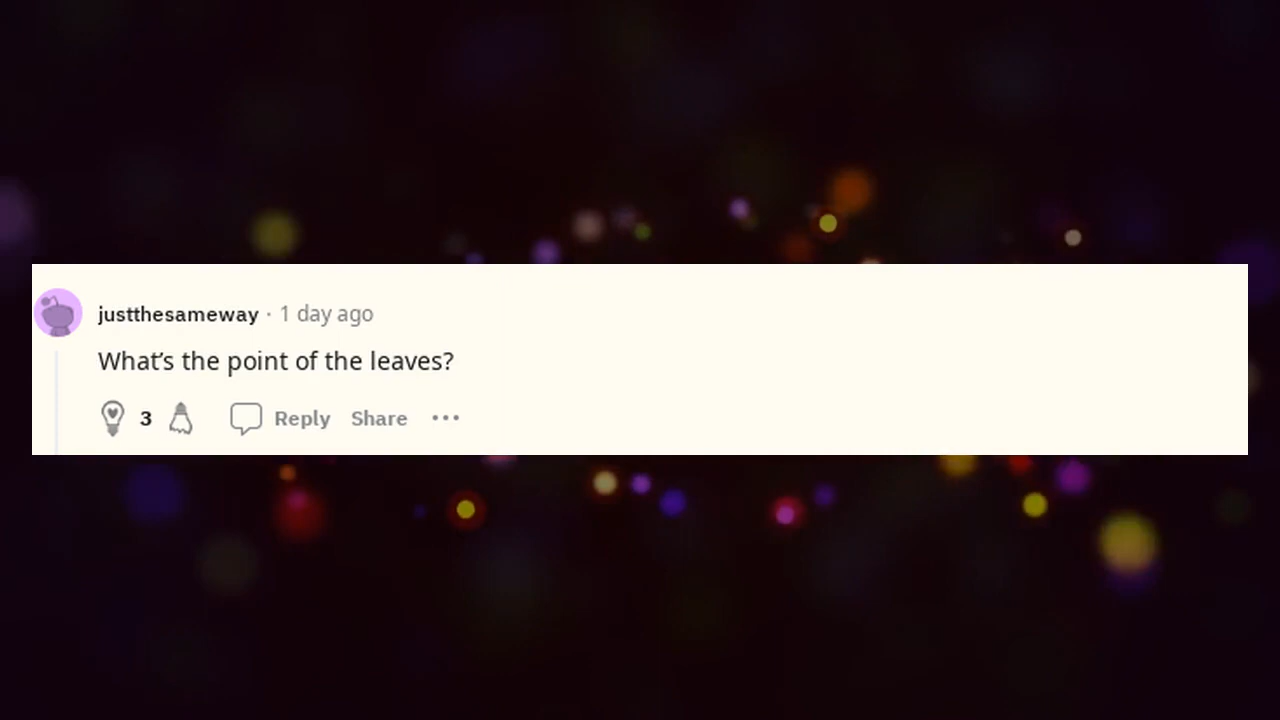 justthesameway · 1 day ago
What’s the point of the leaves?
3 Reply Share ···